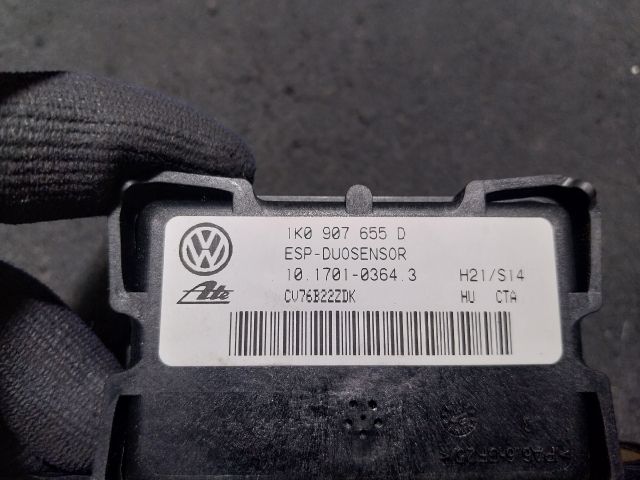 1K0 907 655 D
ESP-DUOSENSOR
10.1701-0364.3 H21/S14
Ate CV76B22ZDK HU CTA